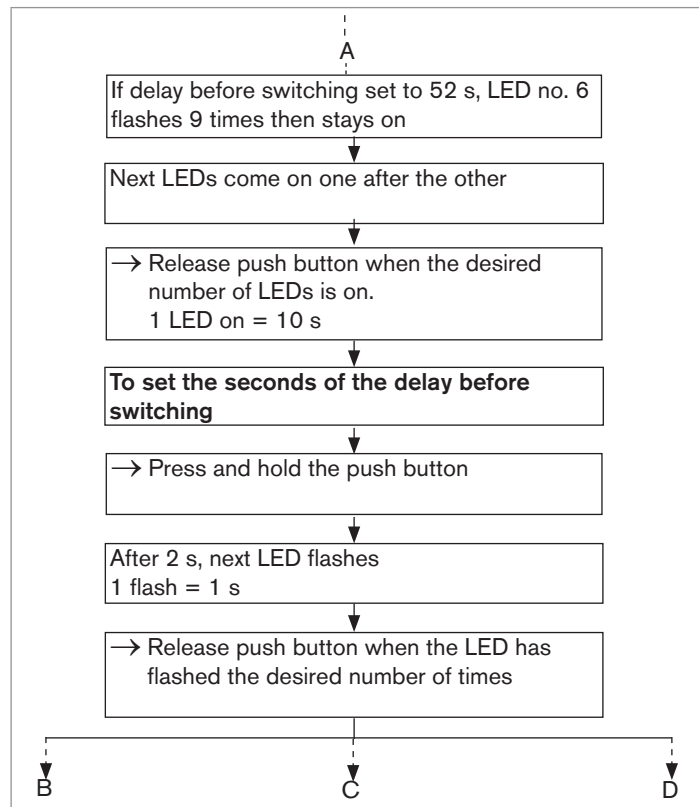 A
If delay before switching set to 52 s, LED no. 6
flashes 9 times then stays on
Next LEDs come on one after the other
→ Release push button when the desired
number of LEDs is on.
1 LED on = 10 s
To set the seconds of the delay before
switching
→ Press and hold the push button
After 2 s, next LED flashes
1 flash = 1 s
→ Release push button when the LED has
flashed the desired number of times
B C D